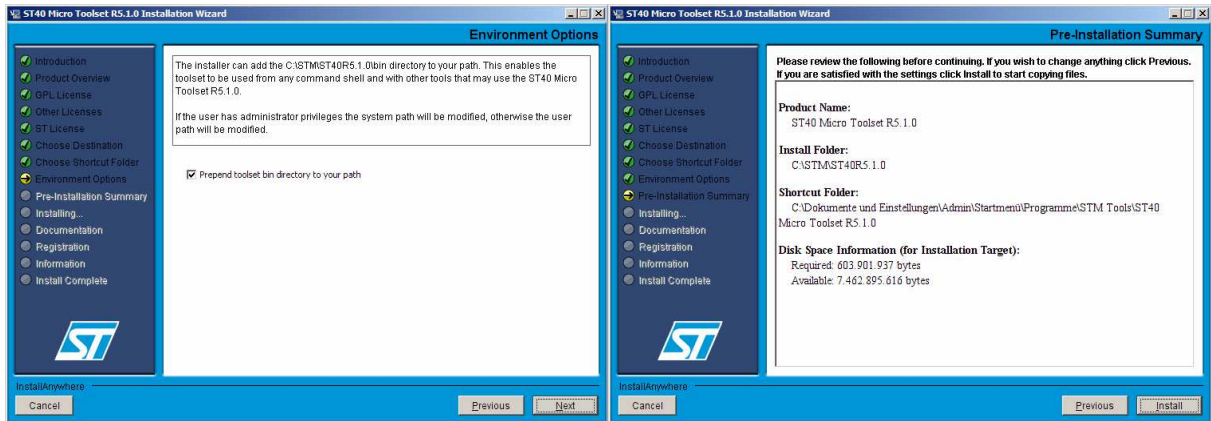 ST40 Micro Toolset R5.1.0 Installation Wizard
Environment Options
Introduction
Product Overview
GPL License
Other Licenses
ST License
Choose Destination
Choose Shortcut Folder
Environment Options
Pre-Installation Summary
Installing...
Documentation
Registration
Information
Install Complete
The installer can add the C:\STM\ST40R5.1.0\bin directory to your path. This enables the
toolset to be used from any command shell and with other tools that may use the ST40 Micro
Toolset R5.1.0.
If the user has administrator privileges the system path will be modified, otherwise the user
path will be modified.
Prepend toolset bin directory to your path
ST
InstallAnywhere
Cancel
Previous
Next
ST40 Micro Toolset R5.1.0 Installation Wizard
Pre-Installation Summary
Introduction
Product Overview
GPL License
Other Licenses
ST License
Choose Destination
Choose Shortcut Folder
Environment Options
Pre-Installation Summary
Installing...
Documentation
Registration
Information
Install Complete
Please review the following before continuing. If you wish to change anything click Previous.
If you are satisfied with the settings click Install to start copying files.
Product Name:
ST40 Micro Toolset R5.1.0
Install Folder:
C:\STM\ST40R5.1.0
Shortcut Folder:
C:\Dokumente und Einstellungen\Admin\Startmenü\Programme\STM Tools\ST40
Micro Toolset R5.1.0
Disk Space Information (for Installation Target):
Required: 603.901.937 bytes
Available: 7.462.895.616 bytes
ST
InstallAnywhere
Cancel
Previous
Install